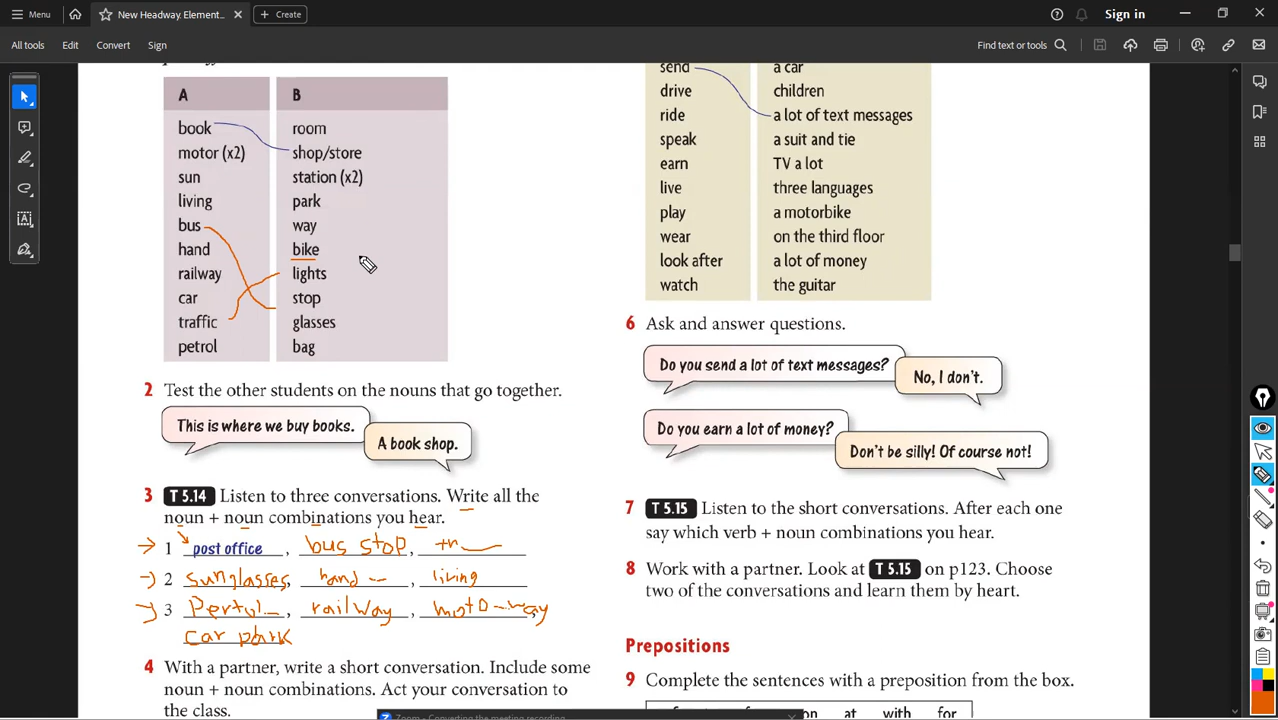 Menu
New Headway. Element...
Create
Sign in
All tools
Edit
Convert
Sign
Find text or tools
A B
book room
motor (x2) shop/store
sun station (x2)
living park
bus way
hand bike
railway lights
car stop
traffic glasses
petrol bag
2 Test the other students on the nouns that go together.
This is where we buy books.
A book shop.
3 T 5.14 Listen to three conversations. Write all the
noun + noun combinations you hear.
1 post office, bus stop,
2 sunglasses, hand, living
3 Pertol, railway, moto-way,
car park
4 With a partner, write a short conversation. Include some
noun + noun combinations. Act your conversation to
the class.
send a car
drive children
ride a lot of text messages
speak a suit and tie
earn TV a lot
live three languages
play a motorbike
wear on the third floor
look after a lot of money
watch the guitar
6 Ask and answer questions.
Do you send a lot of text messages?
No, I don't.
Do you earn a lot of money?
Don't be silly! Of course not!
7 T 5.15 Listen to the short conversations. After each one
say which verb + noun combinations you hear.
8 Work with a partner. Look at T 5.15 on p123. Choose
two of the conversations and learn them by heart.
Prepositions
9 Complete the sentences with a preposition from the box.
on at with for
Zoom - Converting the meeting recording